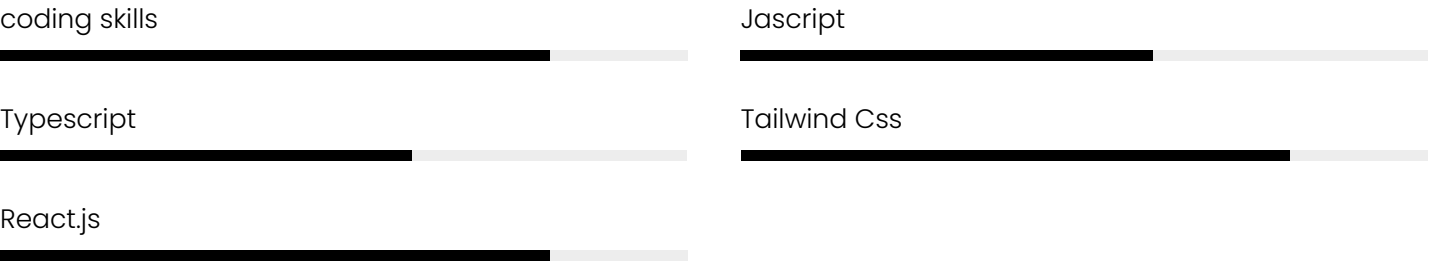 coding skills
Jascript
Typescript
Tailwind Css
React.js